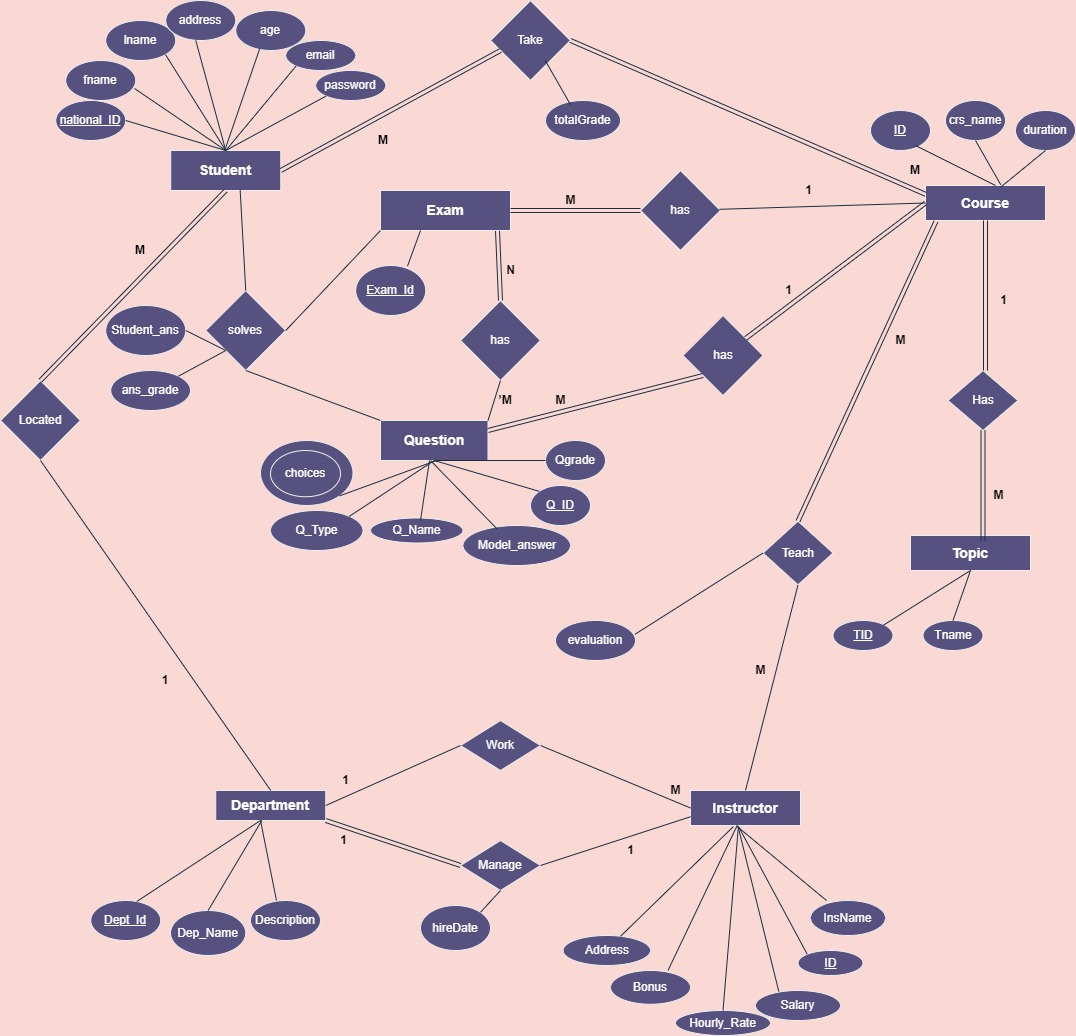 address
lname
age
email
fname
password
national_ID
Student
Take
totalGrade
M
ID
crs_name
duration
M
Course
Exam
M
has
1
Exam_Id
N
M
1
1
Student_ans
solves
has
has
M
ans_grade
'M
M
Located
Has
Question
choices
Qgrade
Q_ID
Q_Type
Q_Name
Model_answer
M
Teach
Topic
evaluation
TID
Tname
M
1
Work
1
M
Department
Instructor
1
Manage
1
Dept_Id
Dep_Name
Description
hireDate
InsName
Address
ID
Bonus
Salary
Hourly_Rate